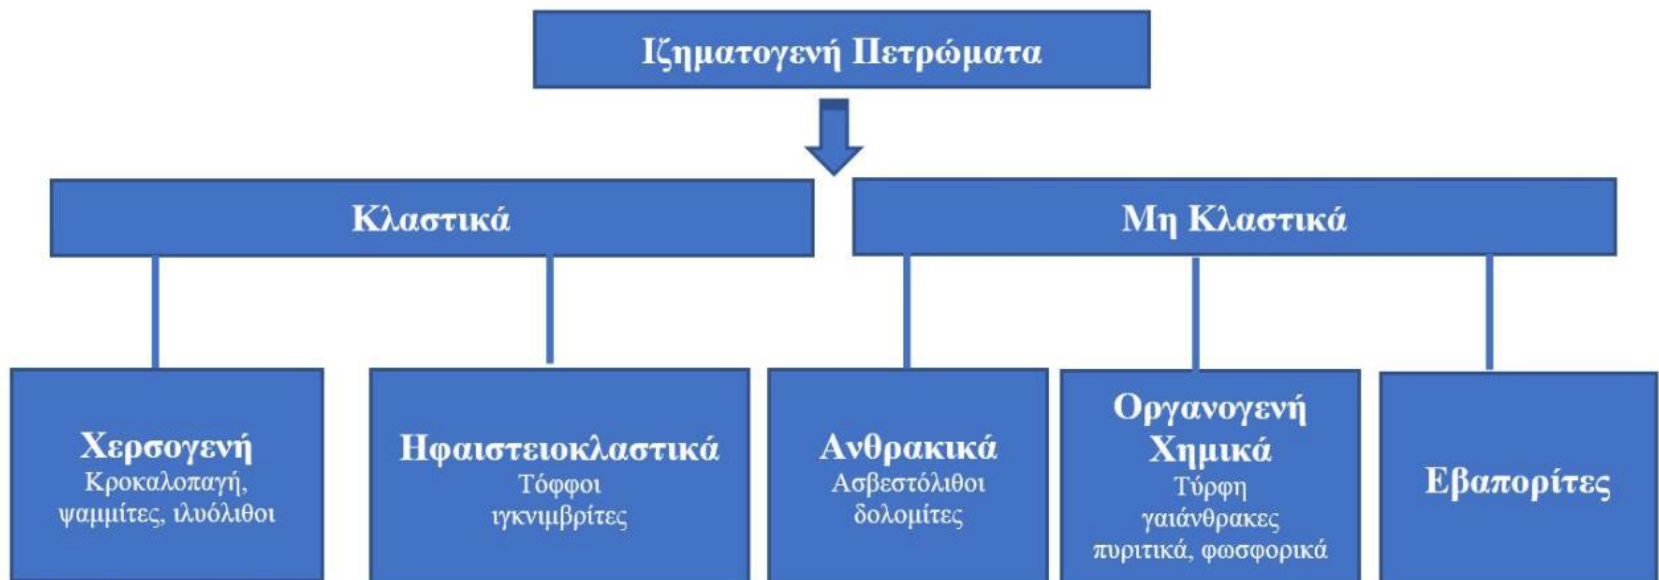 Ιζηματογενή Πετρώματα
Κλαστικά
Μη Κλαστικά
Χερσογενή
Κροκαλοπαγή,
ψαμμίτες, ιλυόλιθοι
Ηφαιστειοκλαστικά
Τόφφοι
ιγκνιμβρίτες
Ανθρακικά
Ασβεστόλιθοι
δολομίτες
Οργανογενή
Χημικά
Τύρφη
γαιάνθρακες
πυριτικά, φωσφορικά
Εβαπορίτες